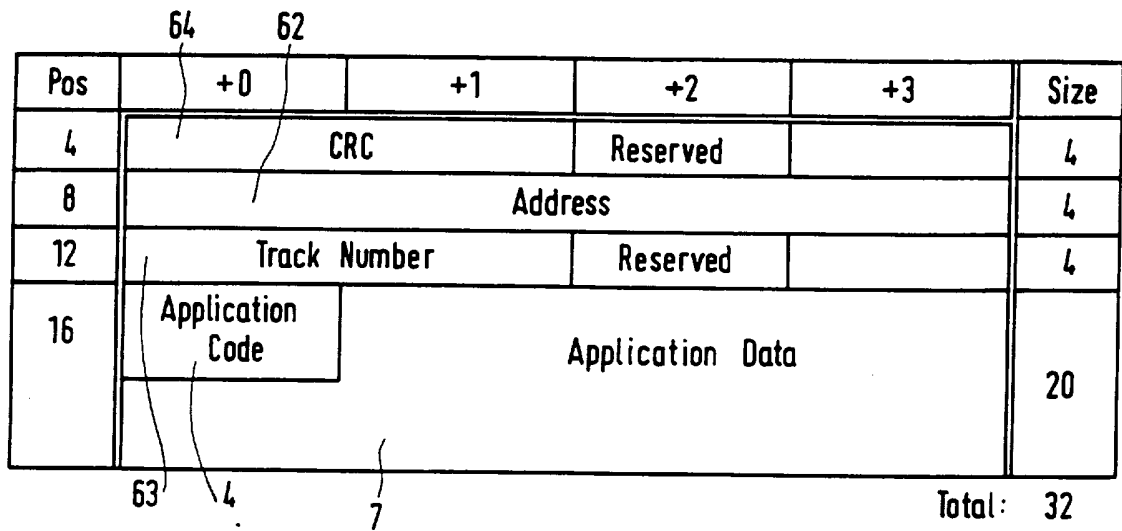 64 62
Pos +0 +1 +2 +3 Size
4 CRC Reserved 4
8 Address 4
12 Track Number Reserved 4
16 Application Code Application Data 20
63 4 7
Total: 32